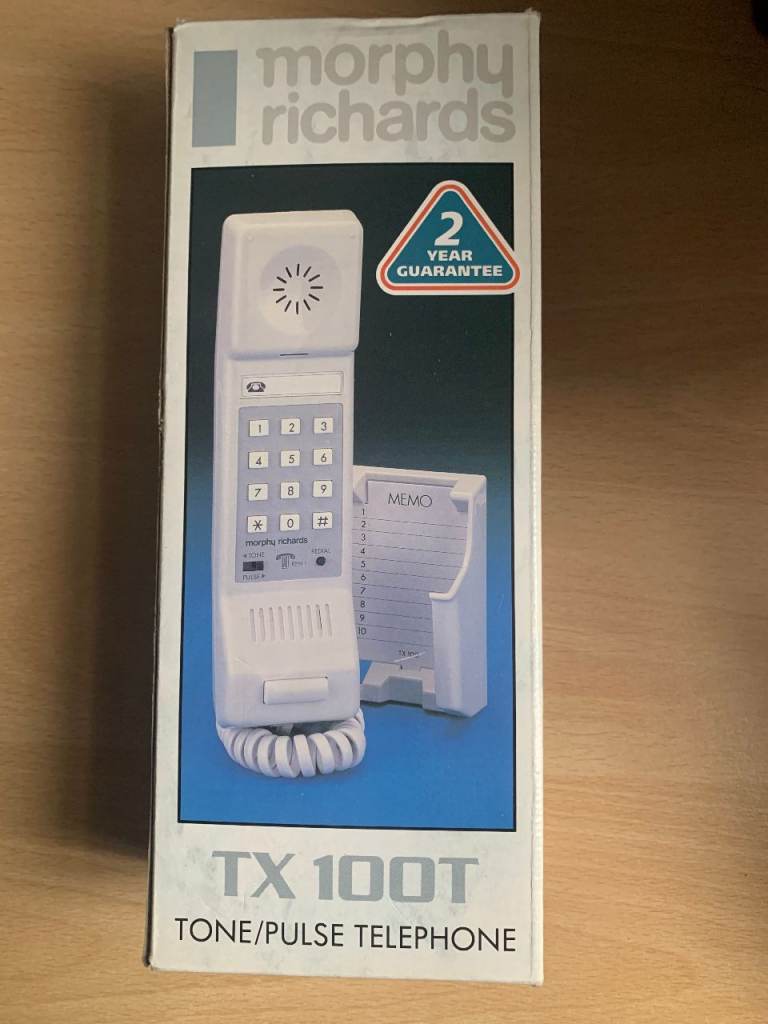 morphy
richards
2
YEAR
GUARANTEE
1 2 3
4 5 6
7 8 9
* 0 #
morphy richards
TONE
REDIAL
PULSE
MEMO
1
2
3
4
5
6
7
8
9
10
TX 100T
TONE/PULSE TELEPHONE